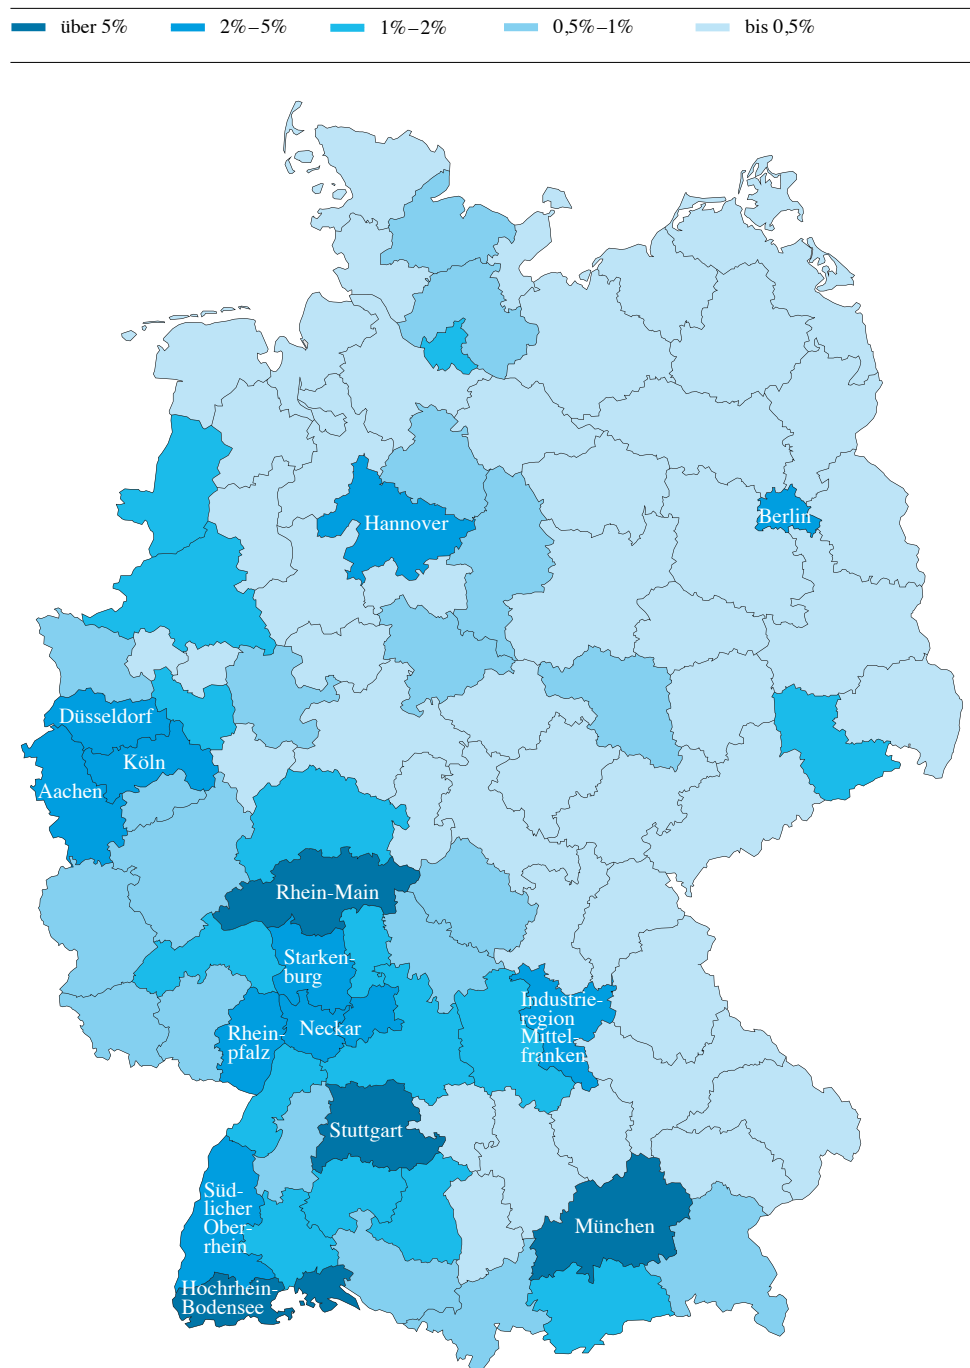 über 5% 2%–5% 1%–2% 0,5%–1% bis 0,5%
Berlin
Hannover
Düsseldorf
Köln
Aachen
Rhein-Main
Starken-
burg
Industrie-
region
Mittel-
franken
Rhein-
pfalz
Neckar
Stuttgart
Süd-
licher
Ober-
rhein
München
Hochrhein-
Bodensee